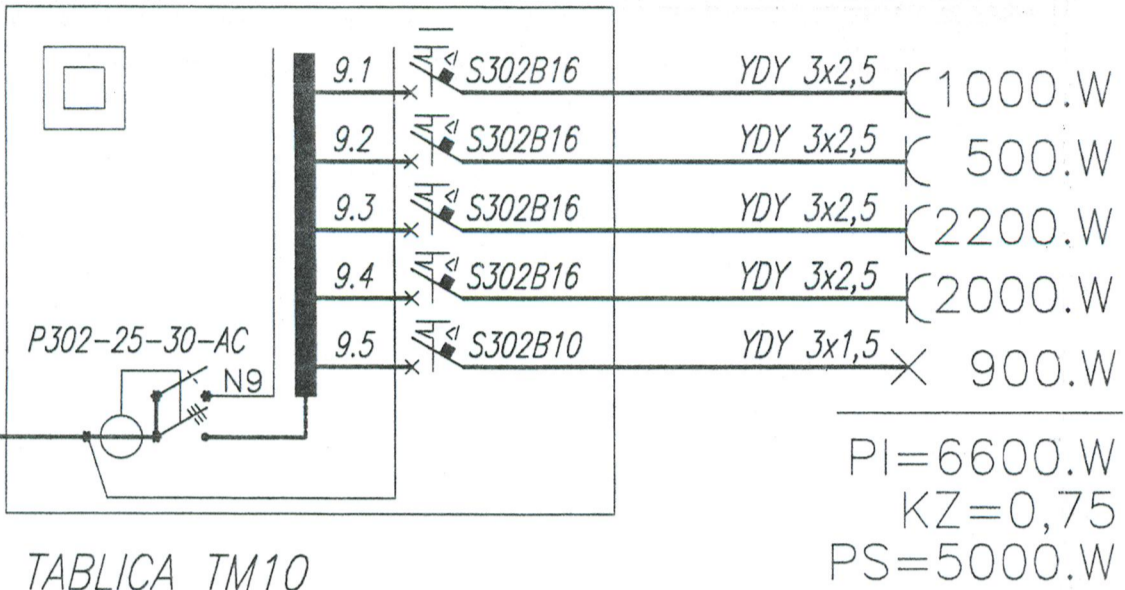 9.1 S302B16 YDY 3x2,5 1000.W
9.2 S302B16 YDY 3x2,5 500.W
9.3 S302B16 YDY 3x2,5 2200.W
9.4 S302B16 YDY 3x2,5 2000.W
P302-25-30-AC
9.5 S302B10 YDY 3x1,5 900.W
N9
PI=6600.W
KZ=0,75
PS=5000.W
TABLICA TM10